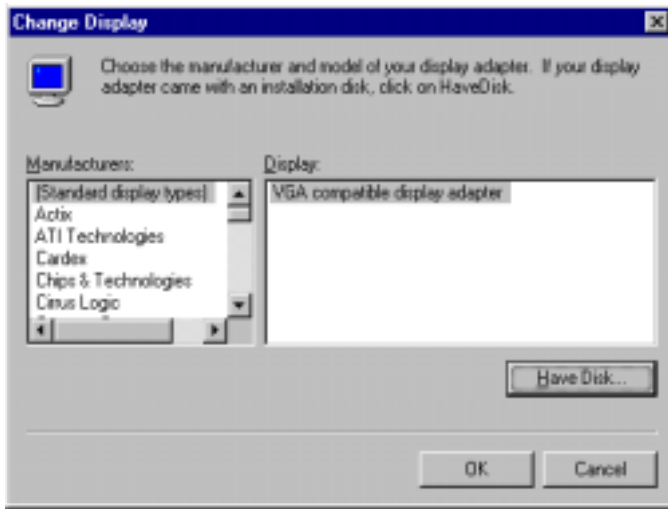 Change Display
Choose the manufacturer and model of your display adapter. If your display
adapter came with an installation disk, click on HaveDisk.
Manufacturers:
Display:
(Standard display types)
VGA compatible display adapter
Actix
ATI Technologies
Cardex
Chips & Technologies
Cirrus Logic
Have Disk...
OK
Cancel